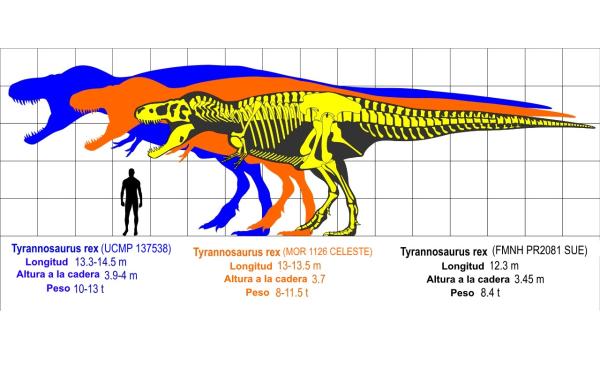 Tyrannosaurus rex (UCMP 137538)
Longitud 13.3-14.5 m
Altura a la cadera 3.9-4 m
Peso 10-13 t
Tyrannosaurus rex (MOR 1126 CELESTE)
Longitud 13-13.5 m
Altura a la cadera 3.7
Peso 8-11.5 t
Tyrannosaurus rex (FMNH PR2081 SUE)
Longitud 12.3 m
Altura a la cadera 3.45 m
Peso 8.4 t